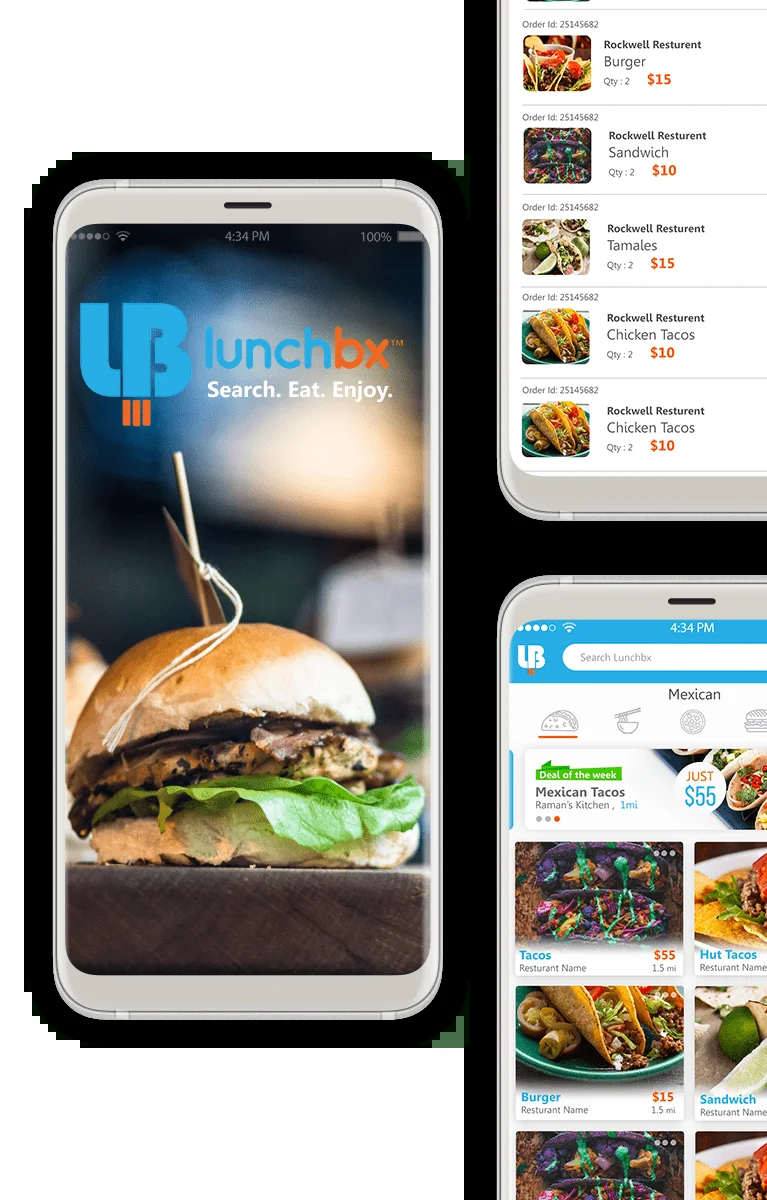 4:34 PM
100%
LB
lunchbx™
Search. Eat. Enjoy.
Order Id: 25145682
Rockwell Resturent
Burger
Qty : 2 $15
Order Id: 25145682
Rockwell Resturent
Sandwich
Qty : 2 $10
Order Id: 25145682
Rockwell Resturent
Tamales
Qty : 2 $15
Order Id: 25145682
Rockwell Resturent
Chicken Tacos
Qty : 2 $10
Order Id: 25145682
Rockwell Resturent
Chicken Tacos
Qty : 2 $10
4:34 PM
LB
Search Lunchbx
Mexican
Deal of the week
Mexican Tacos
Raman's Kitchen , 1mi
JUST
$55
Tacos $55
Resturant Name 1.5 mi
Hut Tacos
Resturant Name
Burger $15
Resturant Name 1.5 mi
Sandwich
Resturant Name